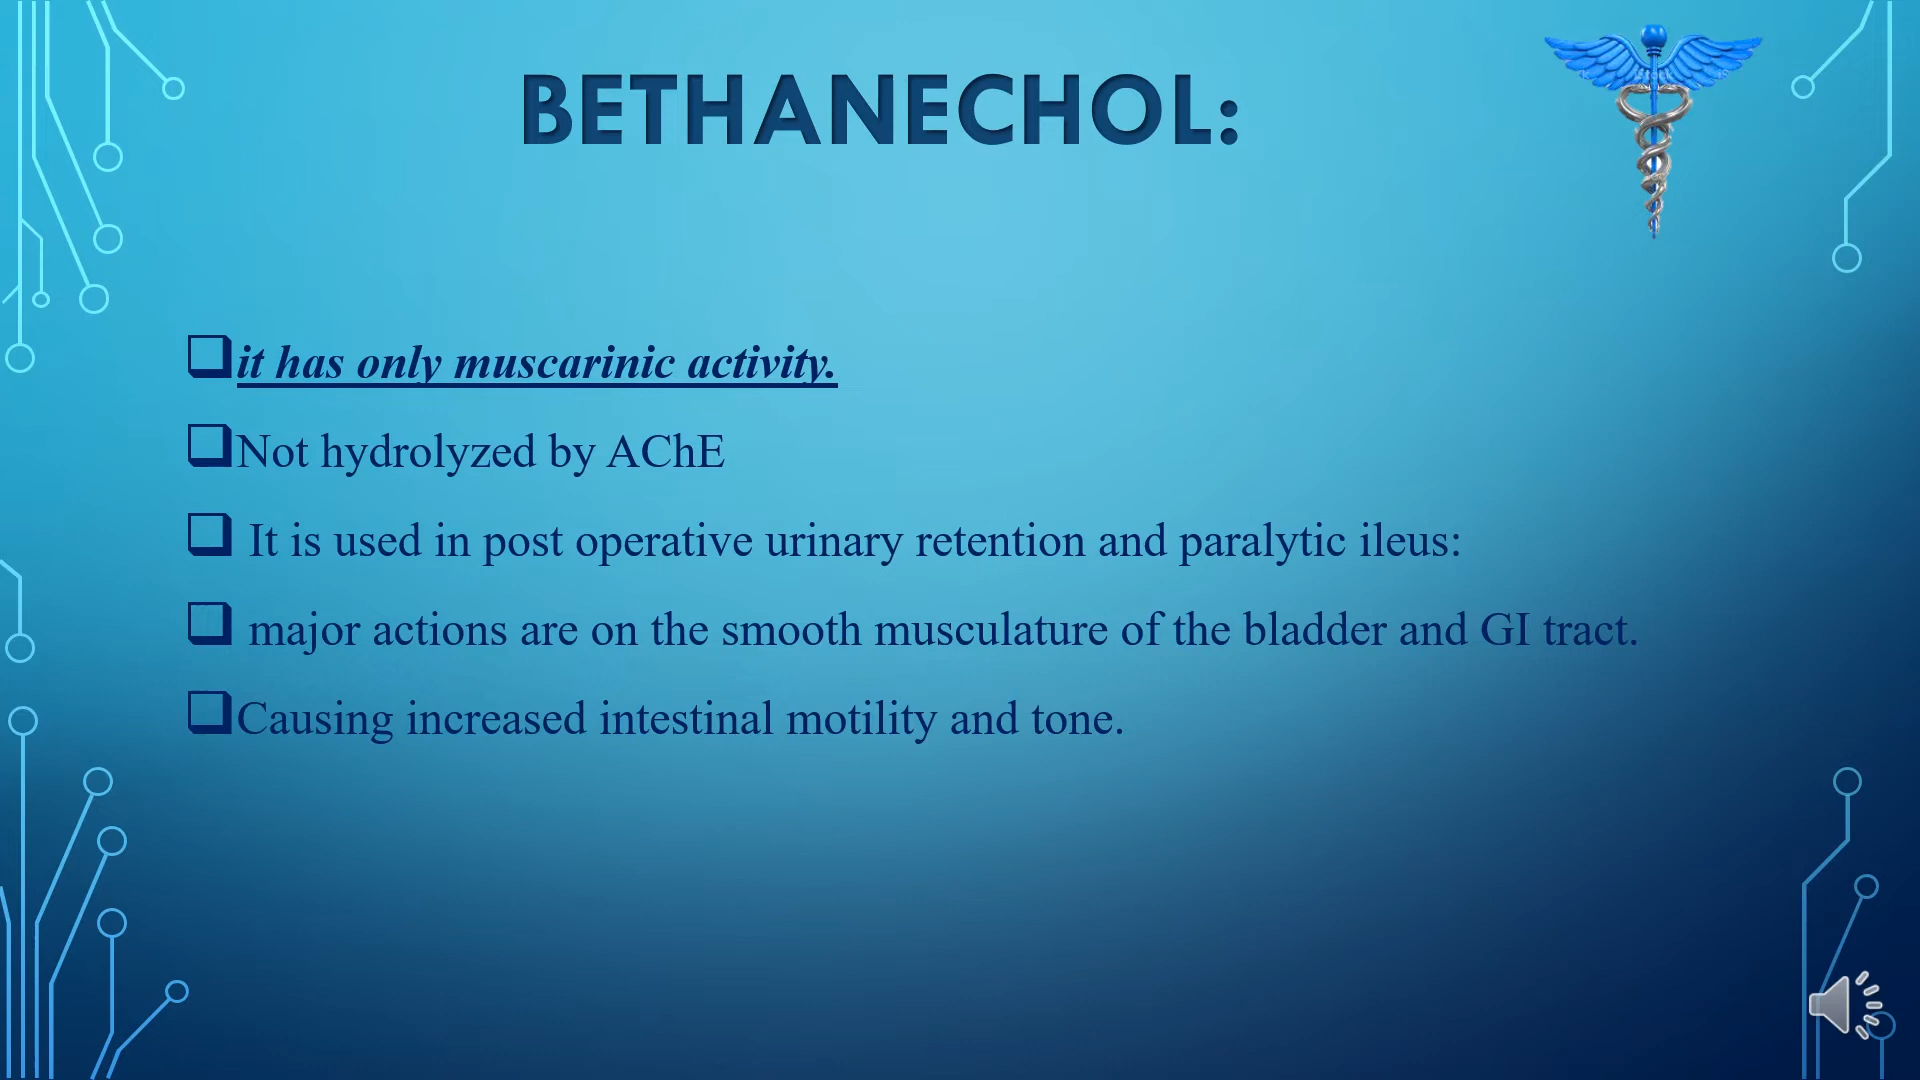 BETHANECHOL:
it has only muscarinic activity.
Not hydrolyzed by AChE
It is used in post operative urinary retention and paralytic ileus:
major actions are on the smooth musculature of the bladder and GI tract.
Causing increased intestinal motility and tone.